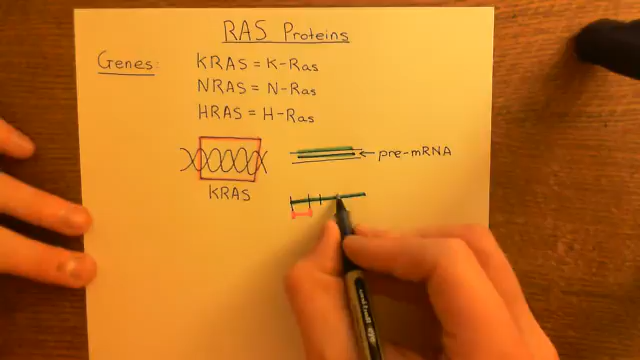 RAS Proteins
Genes:
KRAS = K-Ras
NRAS = N-Ras
HRAS = H-Ras
pre-mRNA
KRAS